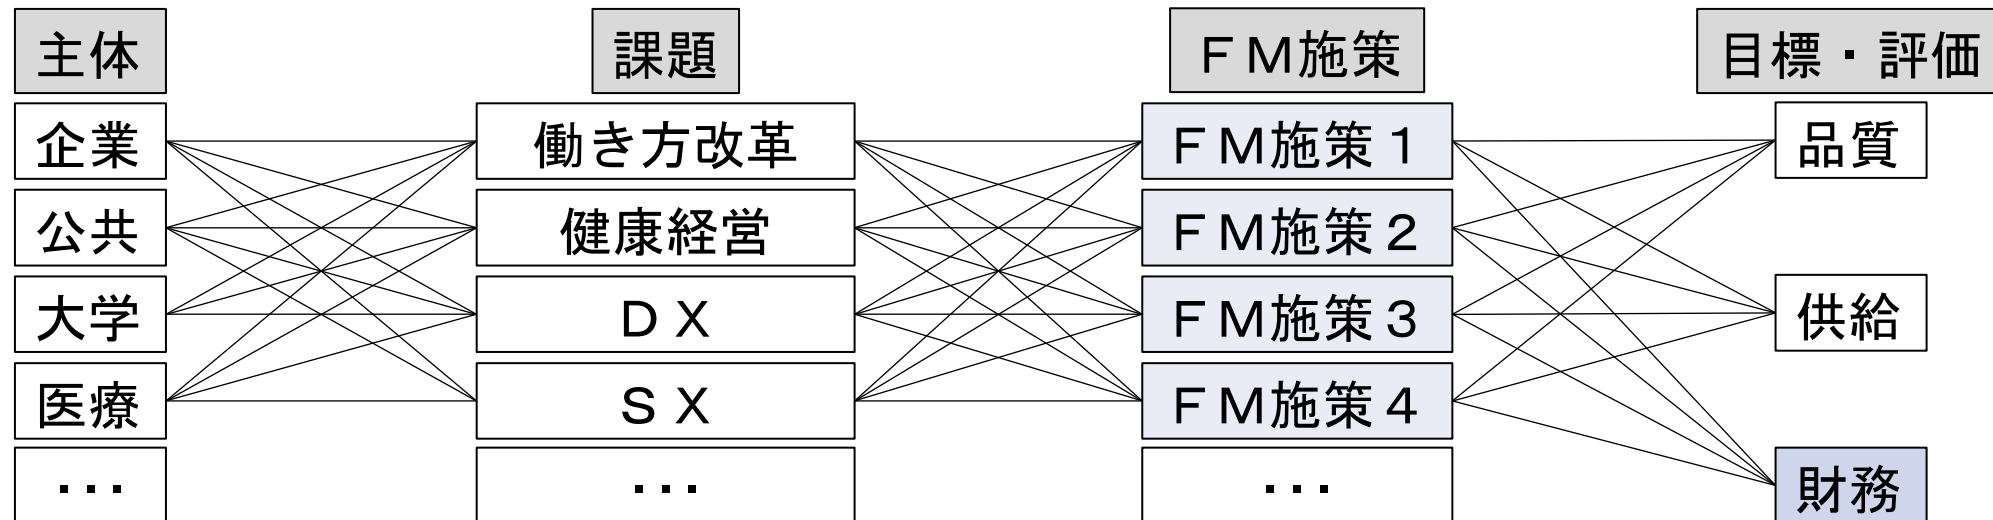 主体
課題
ＦＭ施策
目標・評価
企業
働き方改革
ＦＭ施策１
品質
公共
健康経営
ＦＭ施策２
大学
ＤＸ
ＦＭ施策３
供給
医療
ＳＸ
ＦＭ施策４
・・・
・・・
・・・
財務